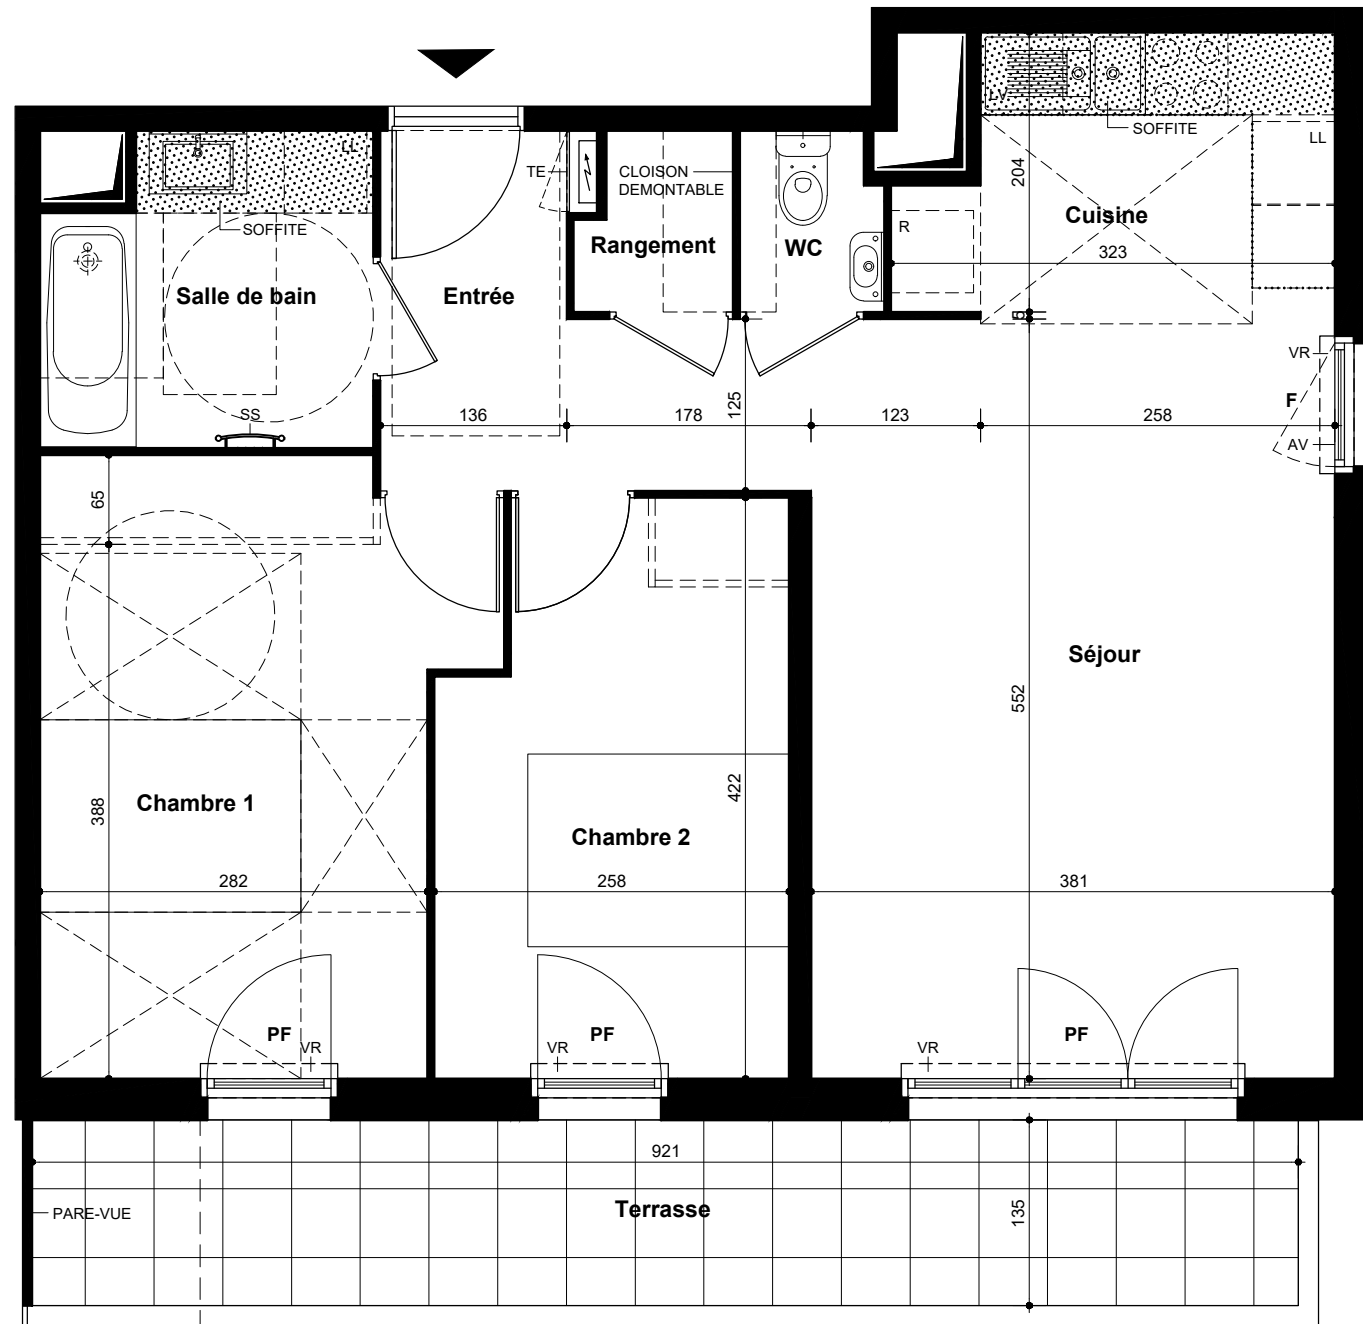 LV
SOFFITE
LL
204
Cuisine
323
R
5
LL
SOFFITE
TE
CLOISON
DEMONTABLE
Rangement
WC
Salle de bain
Entrée
SS
136
178
125
123
258
VR
F
AV
65
388
Chambre 1
282
Chambre 2
422
258
Séjour
552
381
PF
VR
VR
PF
VR
PF
921
PARE-VUE
Terrasse
135